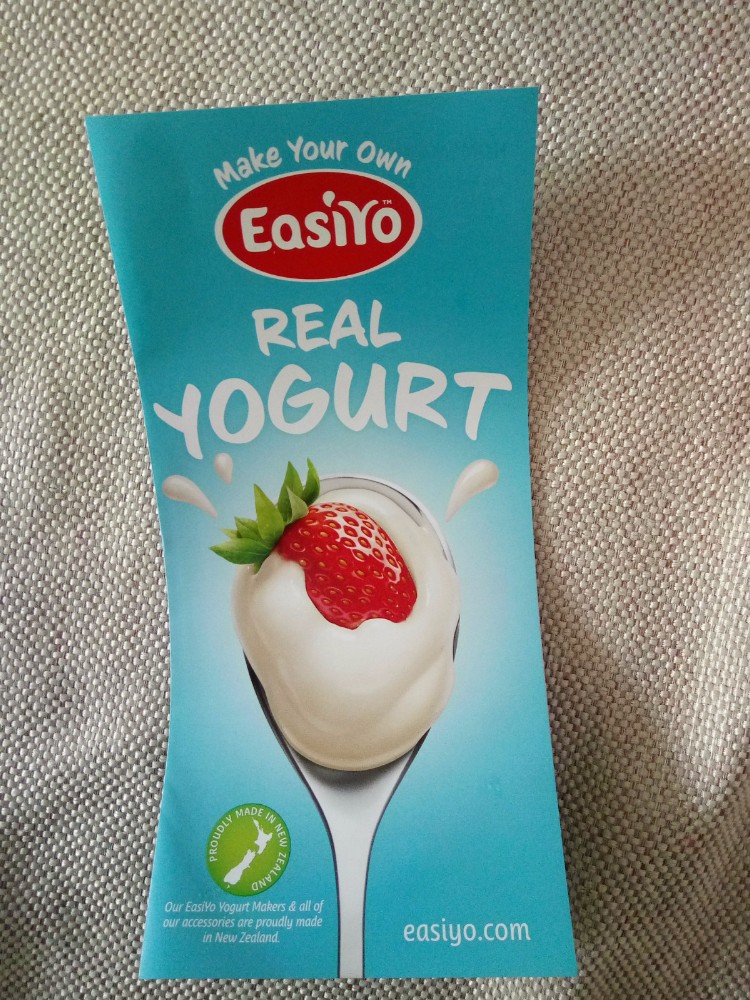 Make Your Own
EasiYo™
REAL
YOGURT
PROUDLY MADE IN NEW ZEALAND
Our EasiYo Yogurt Makers & all of
our accessories are proudly made
in New Zealand.
easiyo.com